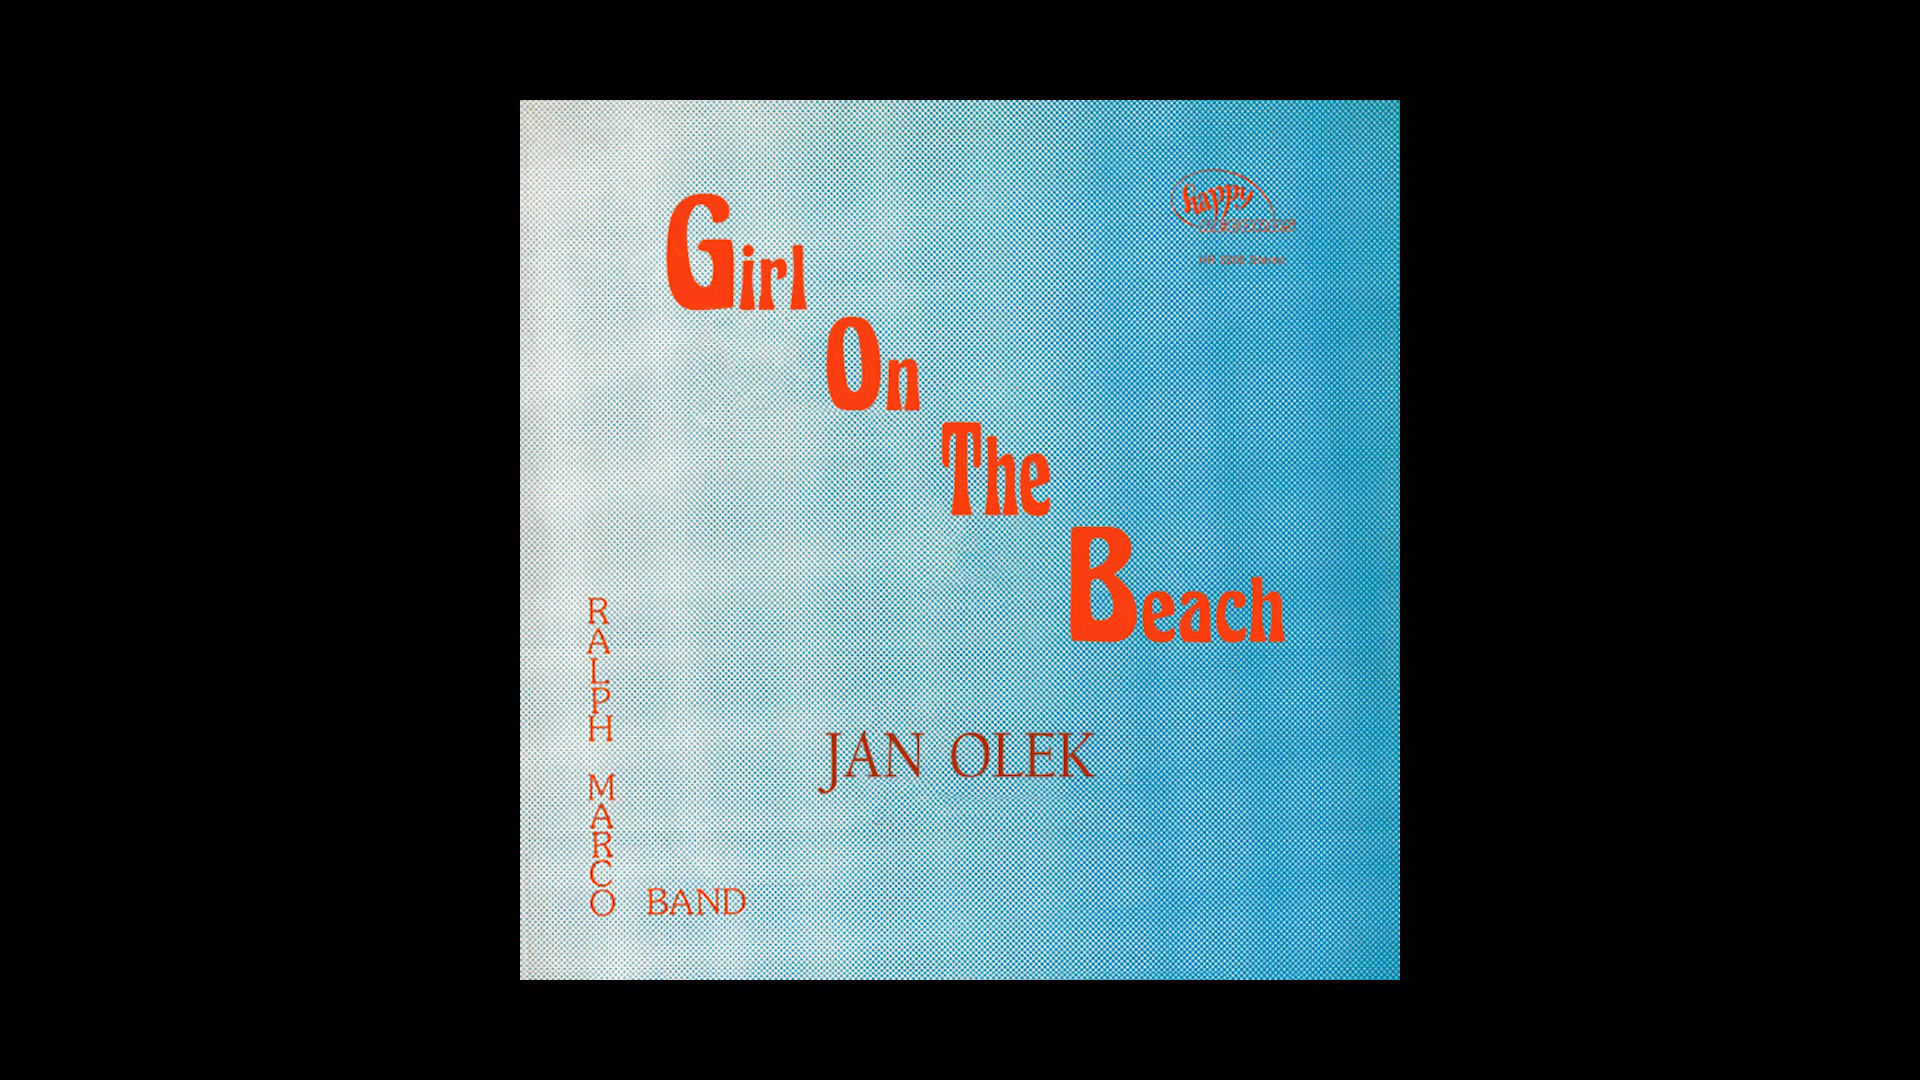 happy
Girl
On
The
Beach
JAN OLEK
RALPH MARCO BAND